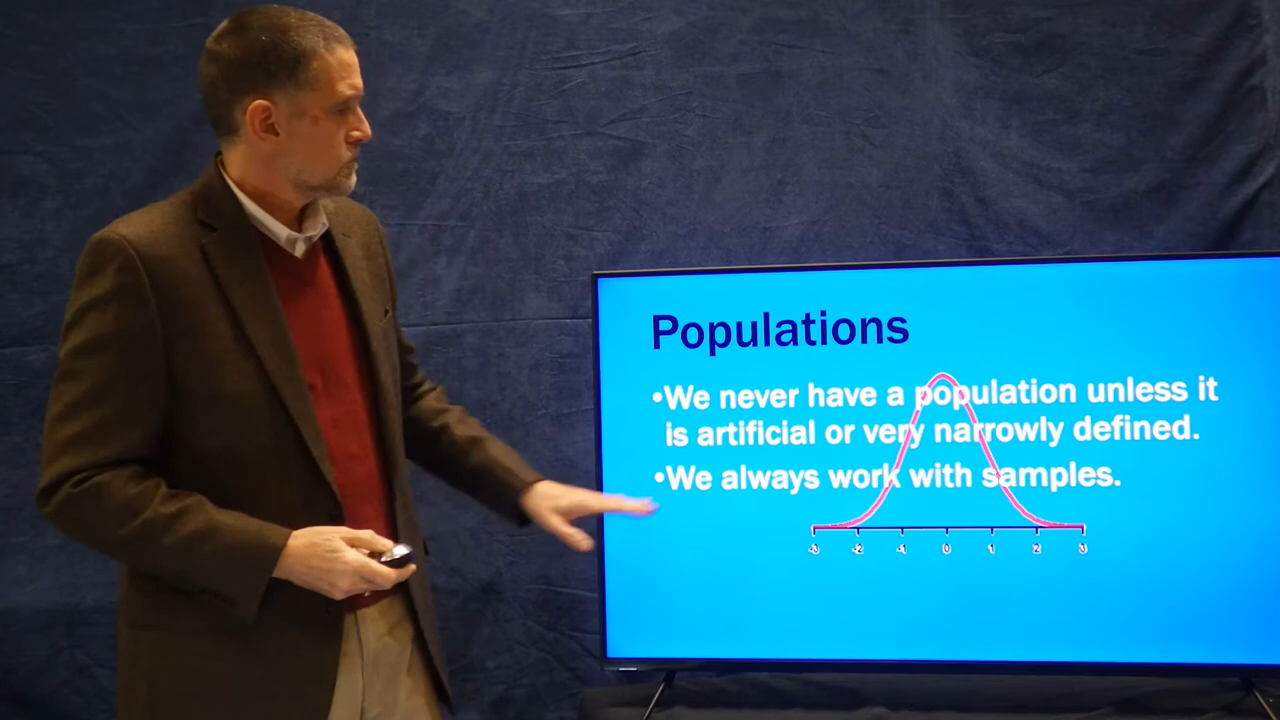 Populations
•We never have a population unless it
is artificial or very narrowly defined.
•We always work with samples.
-3 -2 -1 0 1 2 3